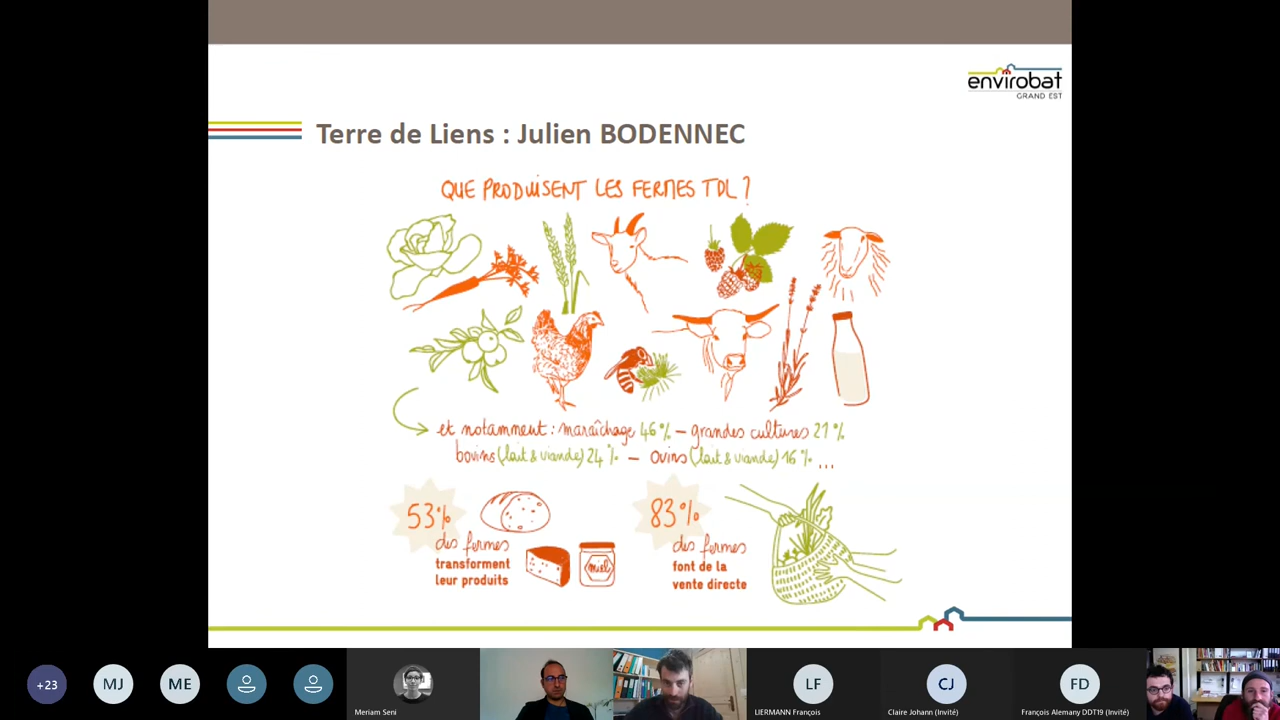 envirobat
GRAND EST
Terre de Liens : Julien BODENNEC
QUE PRODUISENT LES FERMES TDL ?
et notamment : maraîchage 46% – grandes cultures 21%
bovins (lait & viande) 24% – ovins (lait & viande) 16% ...
53%
des fermes
transforment
leur produits
miel
83%
des fermes
font de la
vente directe
+23
MJ
ME
Meriam Seni
LF
LIERMANN François
CJ
Claire Johann (Invité)
FD
François Alemany DDT19 (Invité)